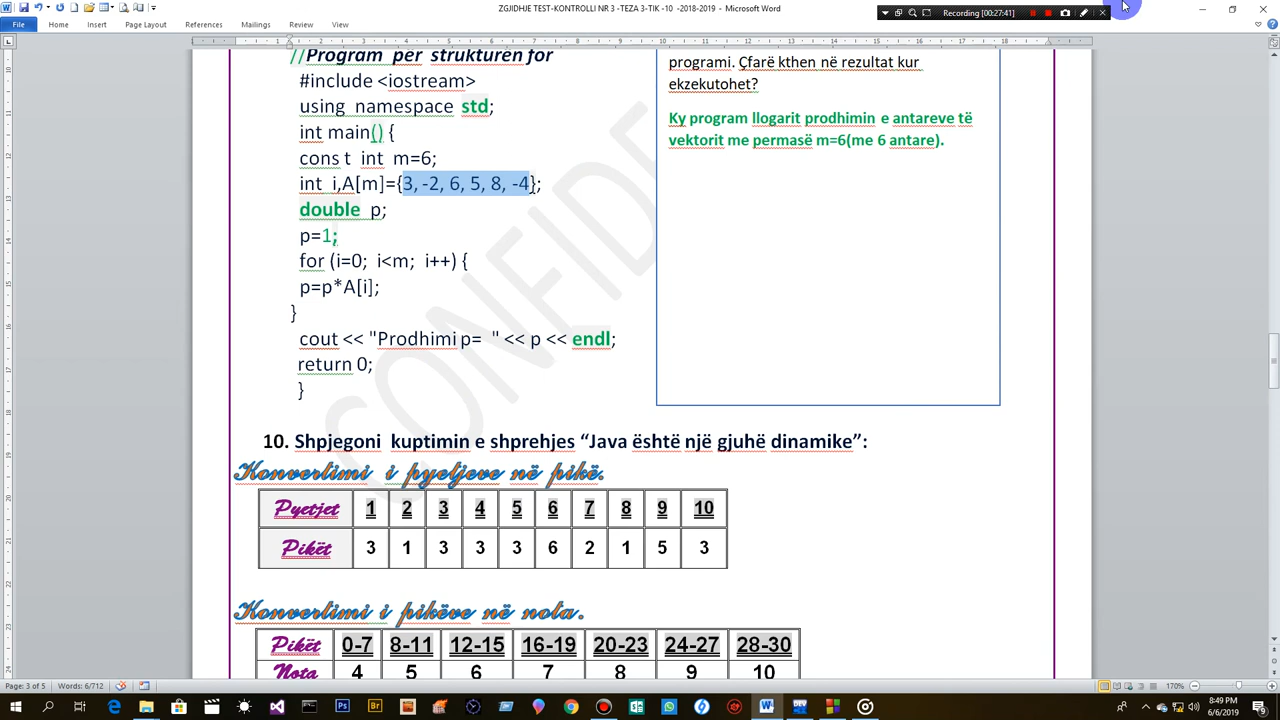 ZGJIDHJE TEST-KONTROLLI NR 3 -TEZA 3-TIK -10 -2018-2019 - Microsoft Word
Recording (00:27:41)
File Home Insert Page Layout References Mailings Review View
//Program per strukturën for
#include <iostream>
using namespace std;
int main() {
cons t int m=6;
int i,A[m]={3, -2, 6, 5, 8, -4};
double p;
p=1;
for (i=0; i<m; i++) {
p=p*A[i];
}
cout << "Prodhimi p= " << p << endl;
return 0;
}
programi. Çfarë kthen në rezultat kur
ekzekutohet?
Ky program llogarit prodhimin e antareve të
vektorit me permasë m=6(me 6 antare).
CONFIDE
10. Shpjegoni kuptimin e shprehjes “Java është një gjuhë dinamike”:
Konvertimi i pyetjeve në pikë.
Pyetjet 1 2 3 4 5 6 7 8 9 10
Pikët 3 1 3 3 3 6 2 1 5 3
Konvertimi i pikëve në nota.
Pikët 0-7 8-11 12-15 16-19 20-23 24-27 28-30
Nota 4 5 6 7 8 9 10
Page: 3 of 5 Words: 6/712
170%
8:49 PM
6/6/2019